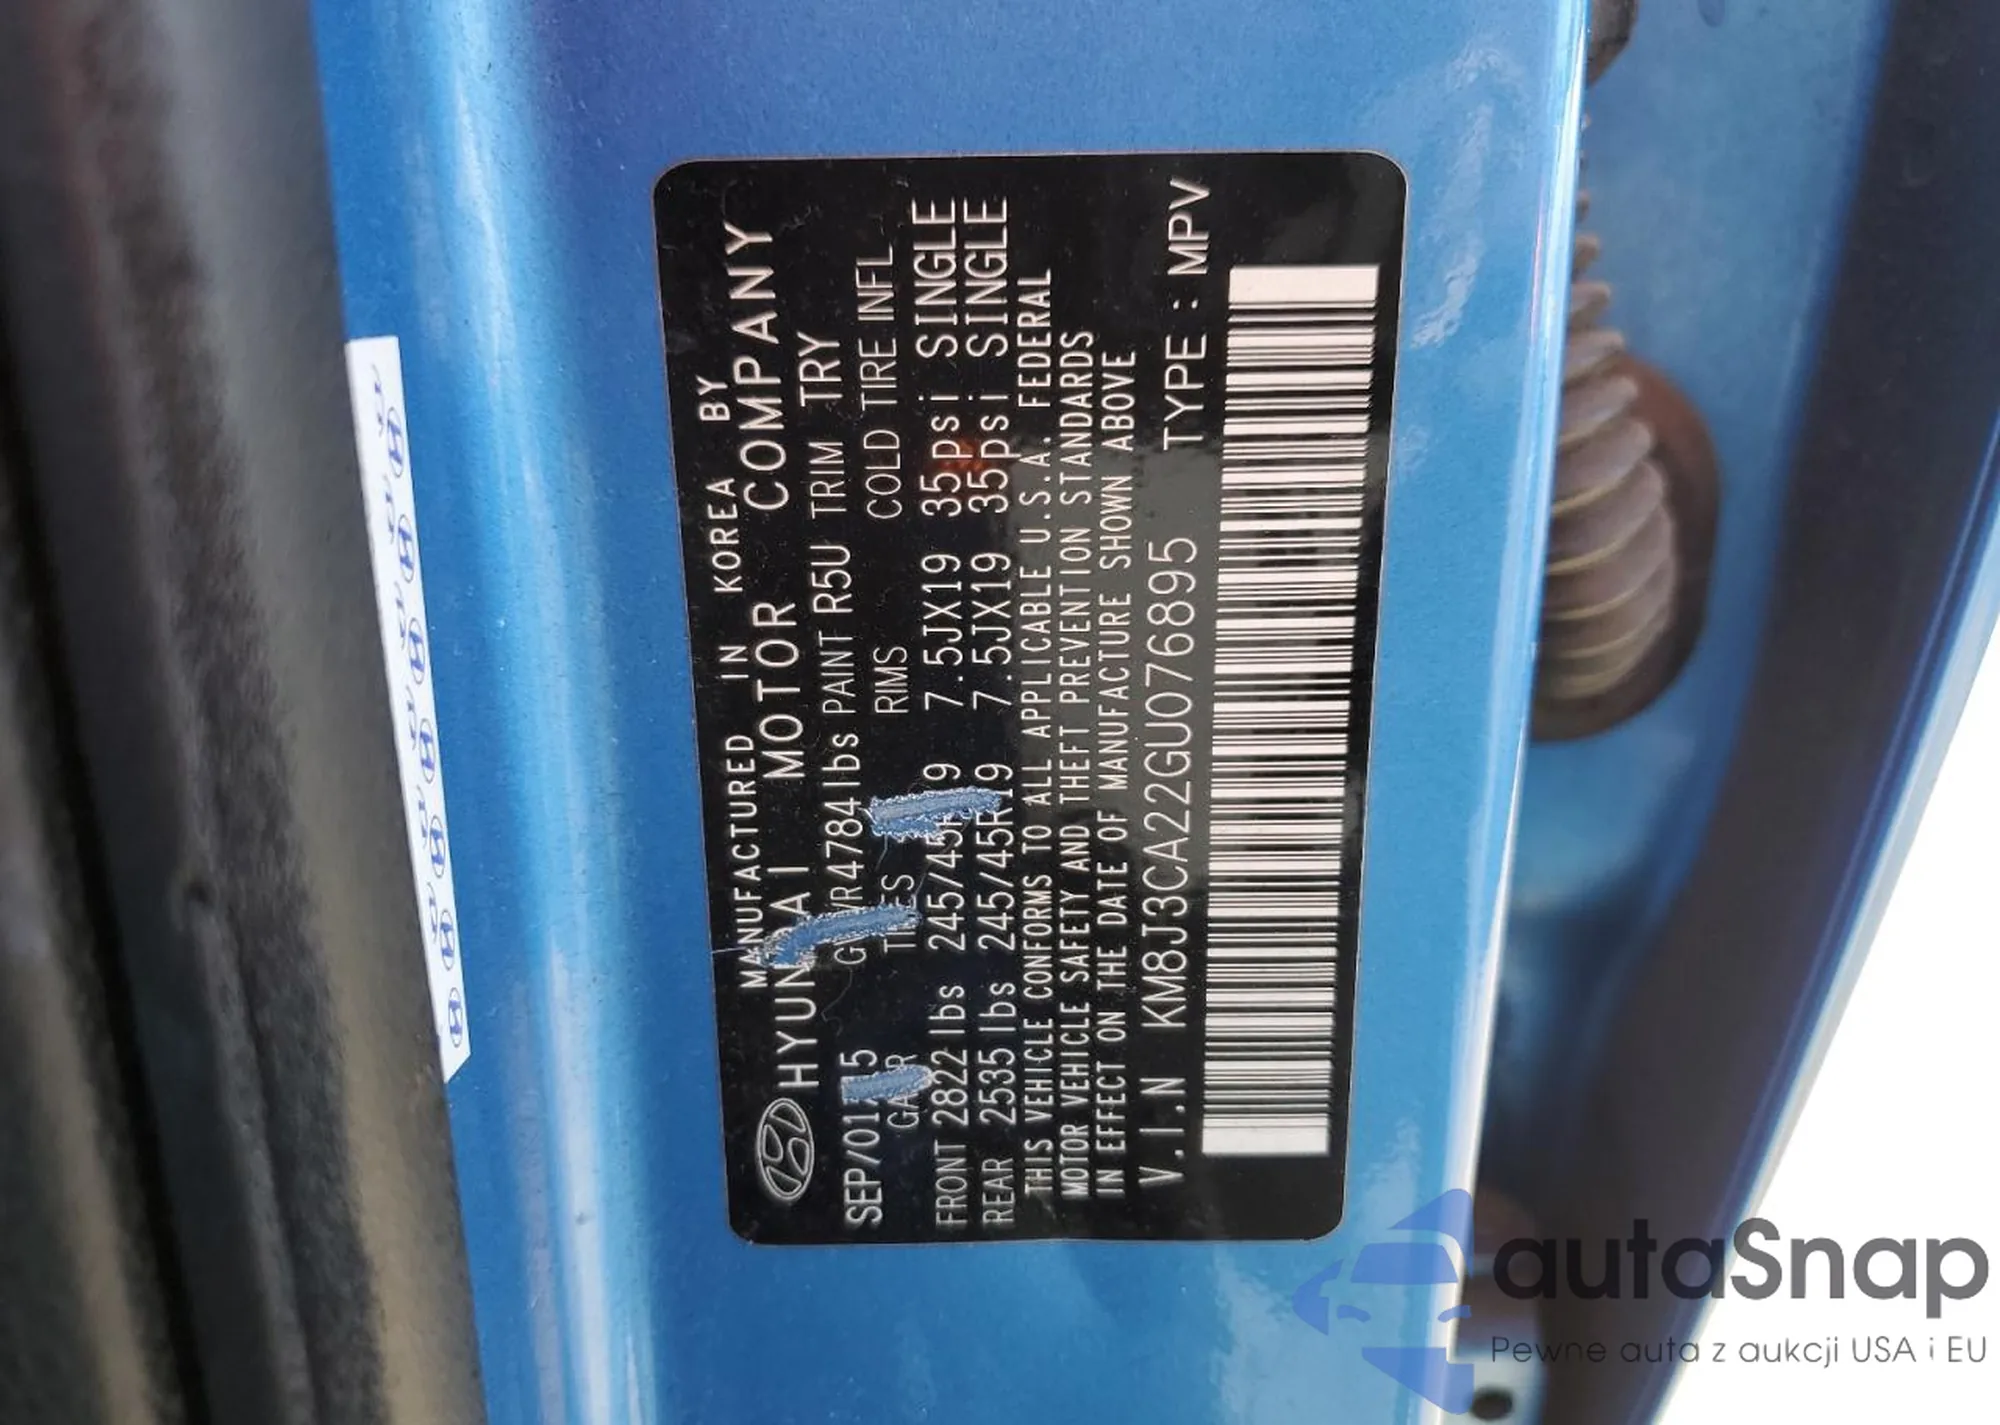 MANUFACTURED IN KOREA BY
HYUNDAI MOTOR COMPANY
SEP/01/15 GVWR4784lbs PAINT R5U TRIM TRY
GAWR TIRES RIMS COLD TIRE INFL
FRONT 2822lbs 245/45R19 7.5JX19 35psi SINGLE
REAR 2535lbs 245/45R19 7.5JX19 35psi SINGLE
THIS VEHICLE CONFORMS TO ALL APPLICABLE U.S.A. FEDERAL
MOTOR VEHICLE SAFETY AND THEFT PREVENTION STANDARDS
IN EFFECT ON THE DATE OF MANUFACTURE SHOWN ABOVE
V.I.N KM8J3CA22GU076895 TYPE : MPV
autaSnap
Pewne auta z aukcji USA i EU